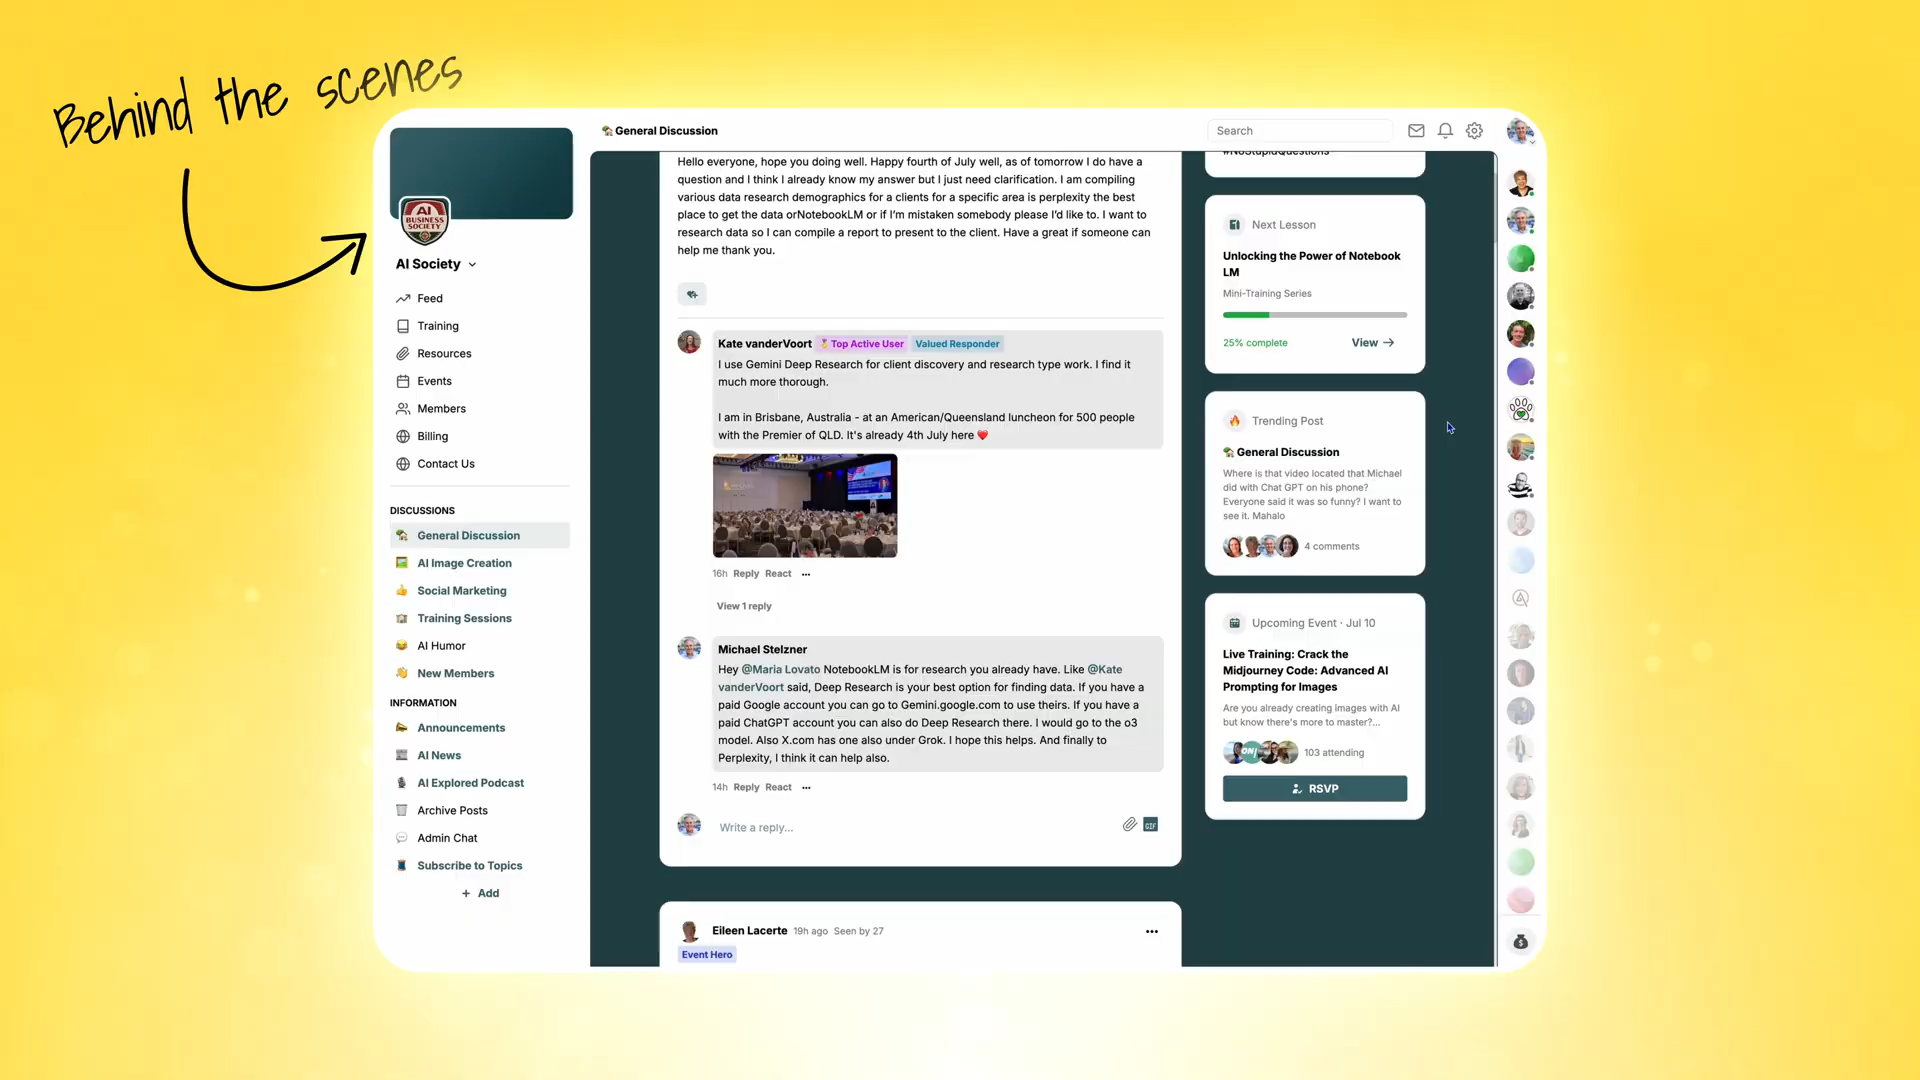 Behind the scenes
AI
BUSINESS
SOCIETY
AI Society
Feed
Training
Resources
Events
Members
Billing
Contact Us
DISCUSSIONS
General Discussion
AI Image Creation
Social Marketing
Training Sessions
AI Humor
New Members
INFORMATION
Announcements
AI News
AI Explored Podcast
Archive Posts
Admin Chat
Subscribe to Topics
+ Add
General Discussion
Search
Hello everyone, hope you doing well. Happy fourth of July well, as of tomorrow I do have a
question and I think I already know my answer but I just need clarification. I am compiling
various data research demographics for a clients for a specific area is perplexity the best
place to get the data orNotebookLM or if I'm mistaken somebody please I'd like to. I want to
research data so I can compile a report to present to the client. Have a great if someone can
help me thank you.
Kate vanderVoort Top Active User Valued Responder
I use Gemini Deep Research for client discovery and research type work. I find it
much more thorough.
I am in Brisbane, Australia - at an American/Queensland luncheon for 500 people
with the Premier of QLD. It's already 4th July here ❤️
16h Reply React ...
View 1 reply
Michael Stelzner
Hey @Maria Lovato NotebookLM is for research you already have. Like @Kate
vanderVoort said, Deep Research is your best option for finding data. If you have a
paid Google account you can go to Gemini.google.com to use theirs. If you have a
paid ChatGPT account you can also do Deep Research there. I would go to the o3
model. Also X.com has one also under Grok. I hope this helps. And finally to
Perplexity, I think it can help also.
14h Reply React ...
Write a reply...
GIF
Eileen Lacerte 19h ago Seen by 27
...
Event Hero
#NoStupidQuestions
Next Lesson
Unlocking the Power of Notebook
LM
Mini-Training Series
25% complete
View →
Trending Post
General Discussion
Where is that video located that Michael
did with Chat GPT on his phone?
Everyone said it was so funny? I want to
see it. Mahalo
4 comments
Upcoming Event · Jul 10
Live Training: Crack the
Midjourney Code: Advanced AI
Prompting for Images
Are you already creating images with AI
but know there's more to master?...
ON
103 attending
RSVP